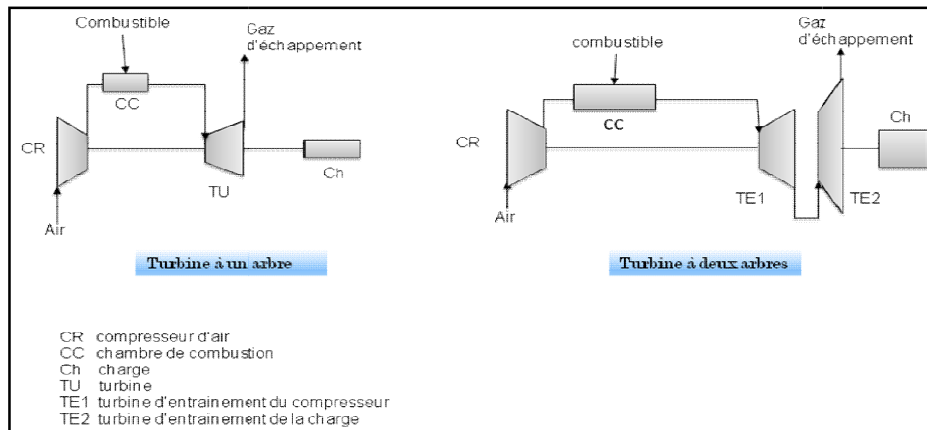 Combustible
Gaz
d'échappement
CC
CR
TU
Ch
Air
Turbine à un arbre
combustible
Gaz
d'échappement
CC
CR
Ch
TE1
TE2
Air
Turbine à deux arbres
CR compresseur d'air
CC chambre de combustion
Ch charge
TU turbine
TE1 turbine d'entrainement du compresseur
TE2 turbine d'entrainement de la charge